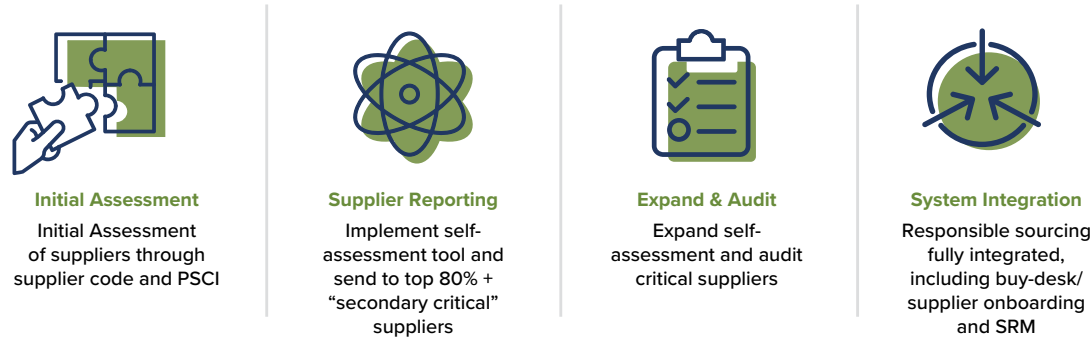 Initial Assessment
Initial Assessment
of suppliers through
supplier code and PSCI
Supplier Reporting
Implement self-
assessment tool and
send to top 80% +
“secondary critical”
suppliers
Expand & Audit
Expand self-
assessment and audit
critical suppliers
System Integration
Responsible sourcing
fully integrated,
including buy-desk/
supplier onboarding
and SRM